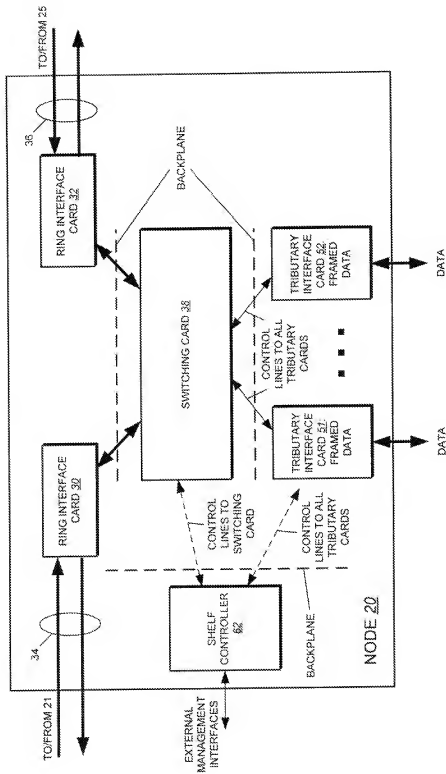 TO/FROM 21
34
RING INTERFACE
CARD 30
RING INTERFACE
CARD 32
36
TO/FROM 25
BACKPLANE
SWITCHING CARD 38
CONTROL
LINES TO
SWITCHING
CARD
CONTROL
LINES TO ALL
TRIBUTARY
CARDS
SHELF
CONTROLLER
62
EXTERNAL
MANAGEMENT
INTERFACES
BACKPLANE
CONTROL
LINES TO ALL
TRIBUTARY
CARDS
TRIBUTARY
INTERFACE
CARD 51:
FRAMED
DATA
TRIBUTARY
INTERFACE
CARD 52:
FRAMED
DATA
NODE 20
DATA
DATA